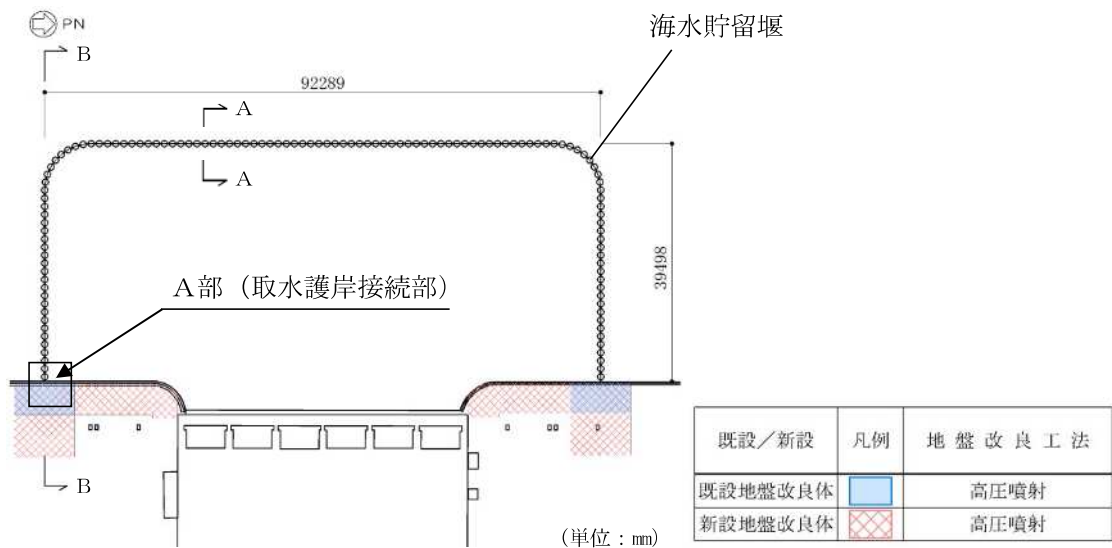 PN
B
海水貯留堰
92289
A
A
39498
A部（取水護岸接続部）
B
既設／新設 凡例 地盤改良工法
既設地盤改良体 高圧噴射
新設地盤改良体 高圧噴射
(単位：㎜)